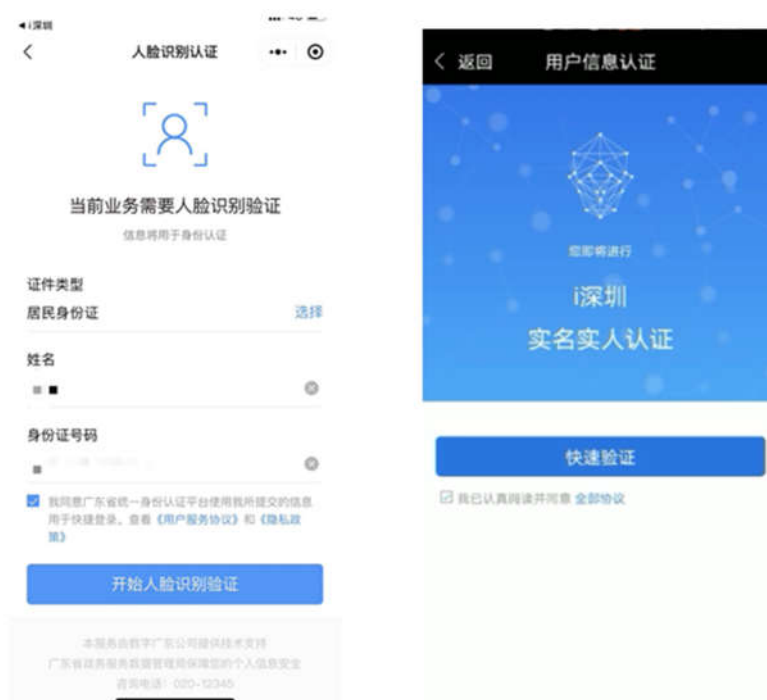 i深圳
人脸识别认证
当前业务需要人脸识别验证
信息将用于身份认证
证件类型
居民身份证
选择
姓名
身份证号码
我同意广东省统一身份认证平台使用我所提交的信息
用于快捷登录。查看《用户服务协议》和《隐私政
策》
开始人脸识别验证
本服务由数字广东公司提供技术支持
广东省政务服务数据管理局保障您的个人信息安全
咨询电话：020-12345
返回
用户信息认证
您即将进行
i深圳
实名实人认证
快速验证
我已认真阅读并同意 全部协议